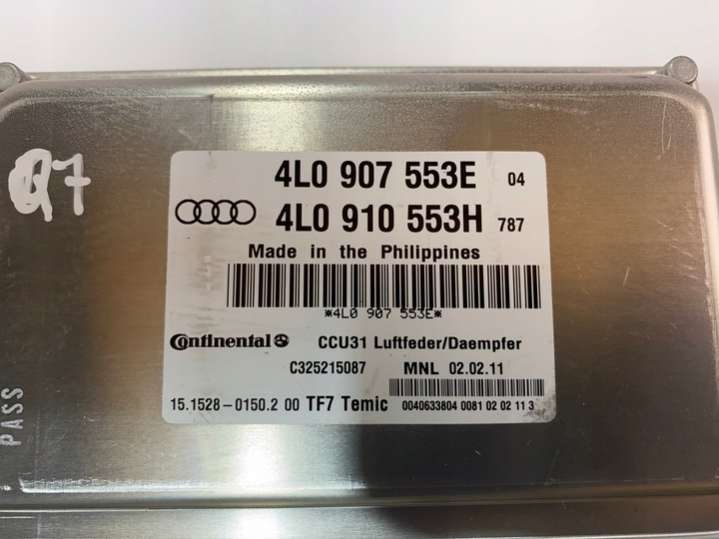 Q7
4L0 907 553E 04
4L0 910 553H 787
Made in the Philippines
*4L0 907 553E*
Continental CCU31 Luftfeder/Daempfer
C325215087 MNL 02.02.11
15.1528-0150.2 00 TF7 Temic 0040633804 0081 02 02 11 3
PASS